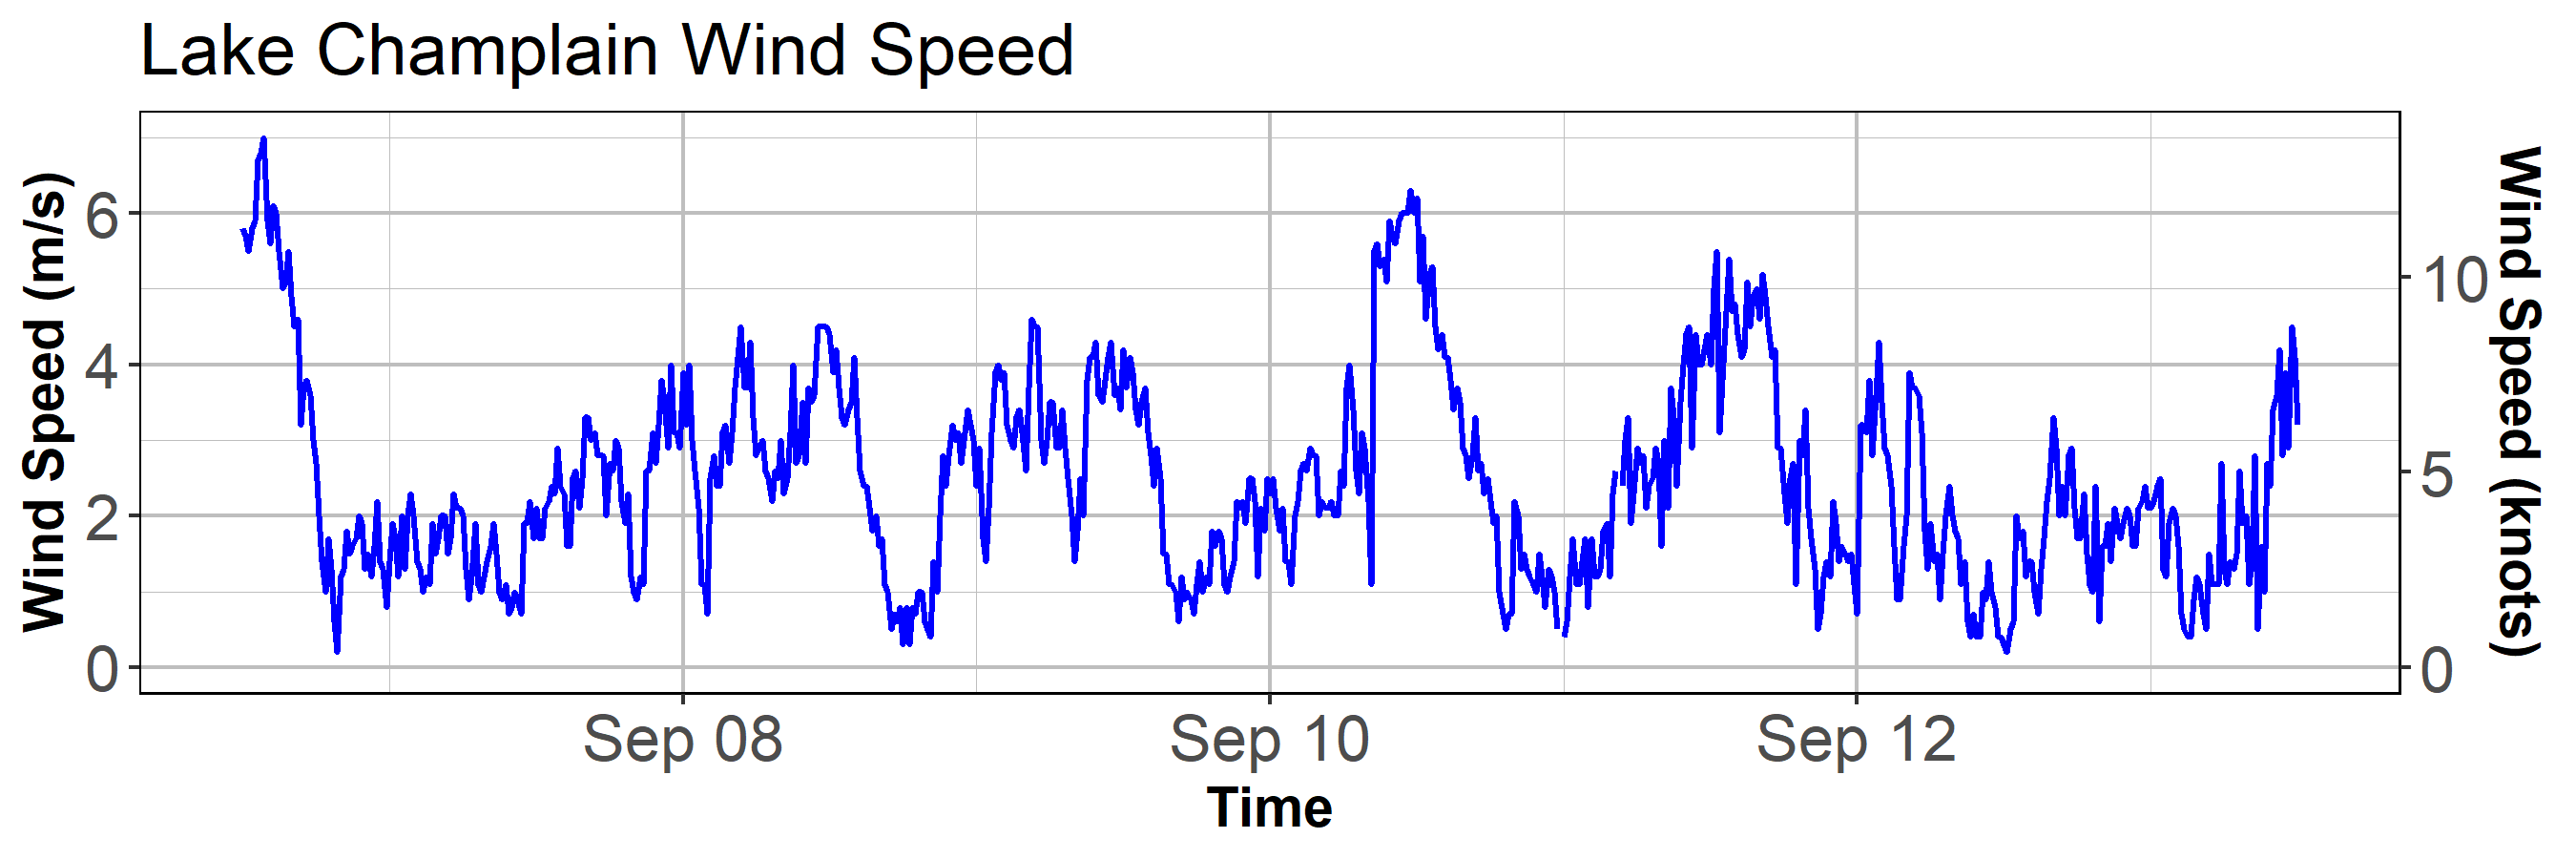 Lake Champlain Wind Speed
Wind Speed (m/s)
6
4
2
0
10
5
0
Wind Speed (knots)
Sep 08
Sep 10
Sep 12
Time